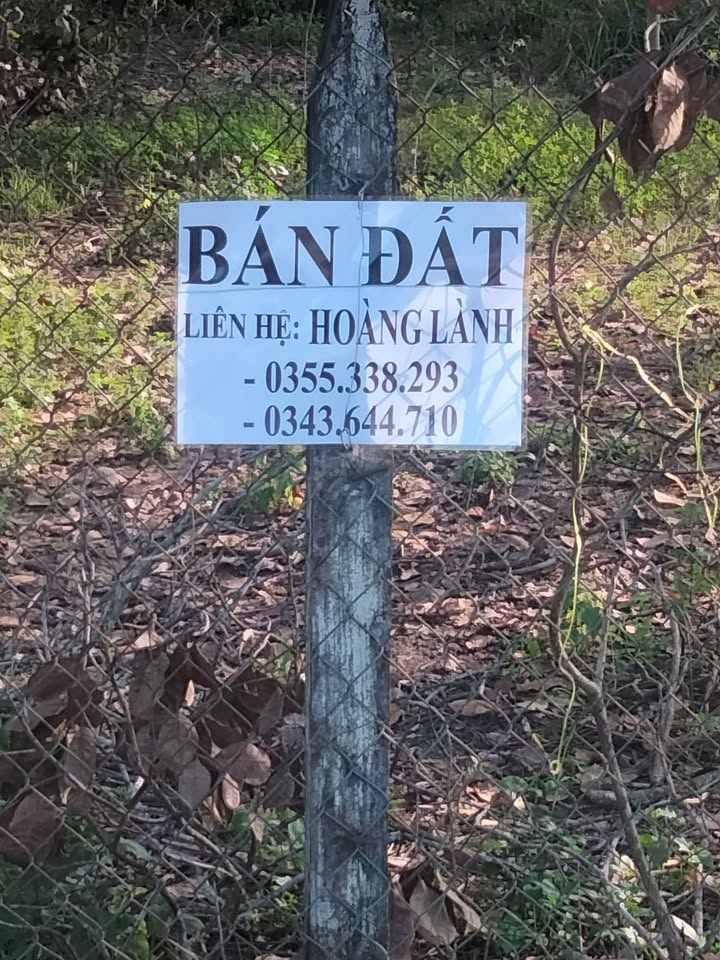 BÁN ĐẤT
LIÊN HỆ: HOÀNG LÀNH
- 0355.338.293
- 0343.644.710